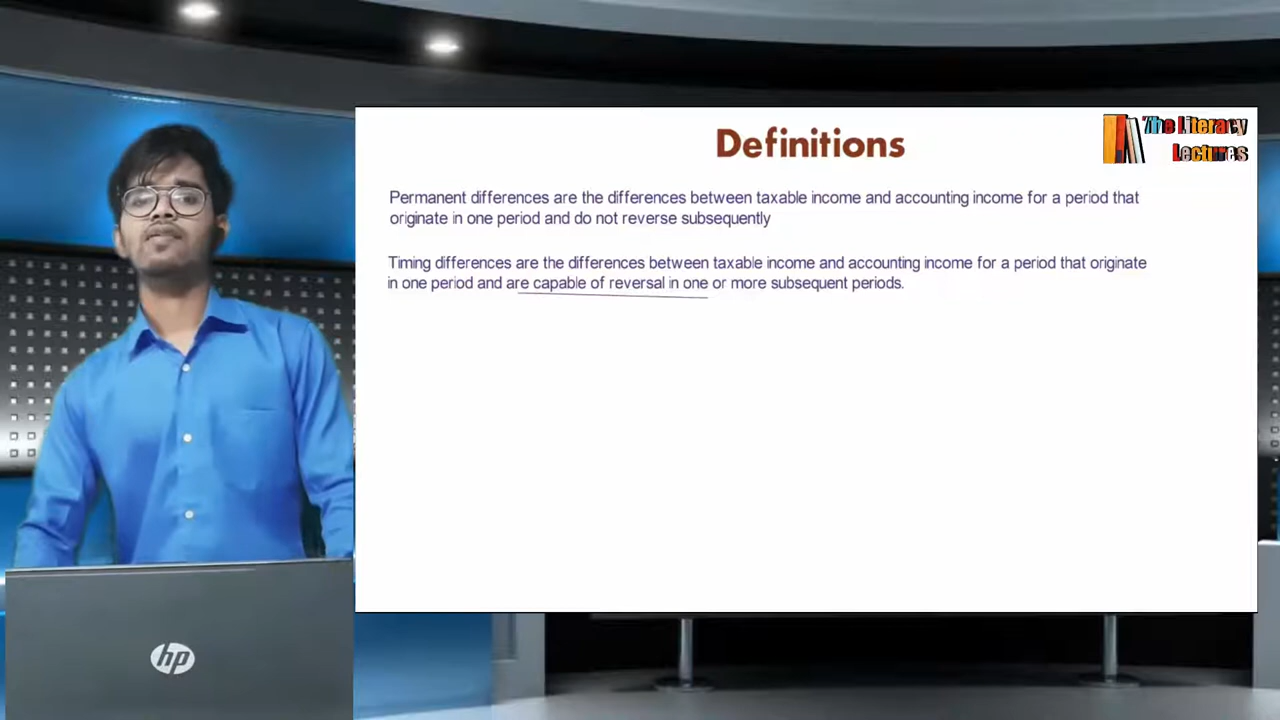 Definitions
The Literacy
Lectures
Permanent differences are the differences between taxable income and accounting income for a period that
originate in one period and do not reverse subsequently
Timing differences are the differences between taxable income and accounting income for a period that originate
in one period and are capable of reversal in one or more subsequent periods.
hp